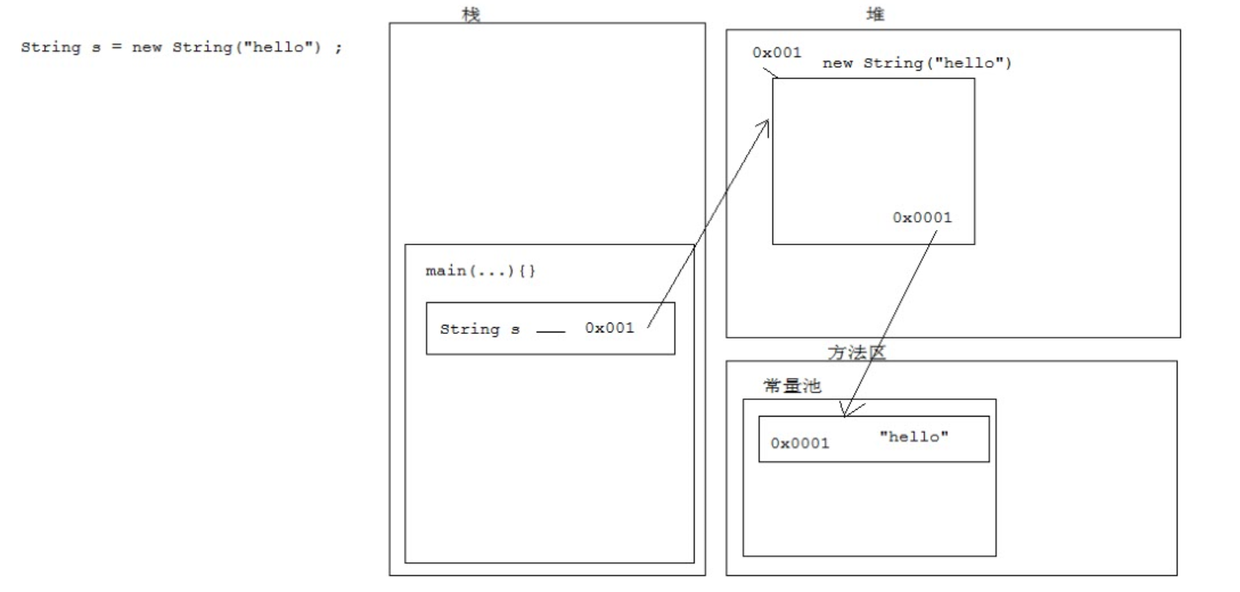 String s = new String("hello") ;
栈
main(...){}
String s —— 0x001
堆
0x001
new String("hello")
0x0001
方法区
常量池
0x0001 "hello"